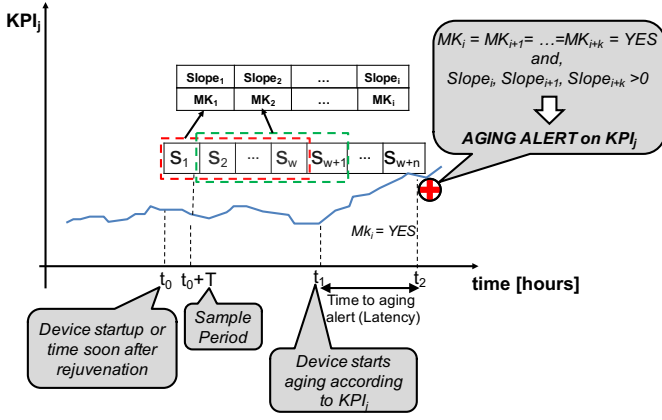 KPIj
MKi = MKi+1= …=MKi+k = YES
and,
Slopei, Slopei+1, Slopei+k >0
AGING ALERT on KPIj
Slope1 Slope2 … Slopei
MK1 MK2 … MKi
S1 S2 ... Sw Sw+1 ... Sw+n
Mki = YES
t0 t0+T t1 t2 time [hours]
Time to aging
alert (Latency)
Sample
Period
Device startup or
time soon after
rejuvenation
Device starts
aging according
to KPIj